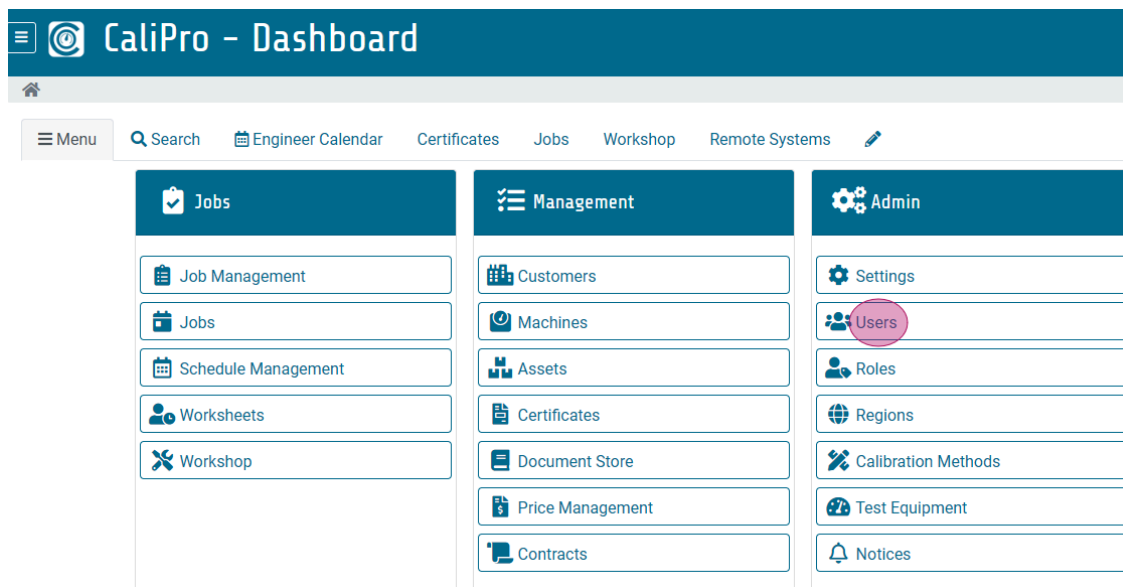 CaliPro - Dashboard
Menu Search Engineer Calendar Certificates Jobs Workshop Remote Systems
Jobs
Job Management
Jobs
Schedule Management
Worksheets
Workshop
Management
Customers
Machines
Assets
Certificates
Document Store
Price Management
Contracts
Admin
Settings
Users
Roles
Regions
Calibration Methods
Test Equipment
Notices